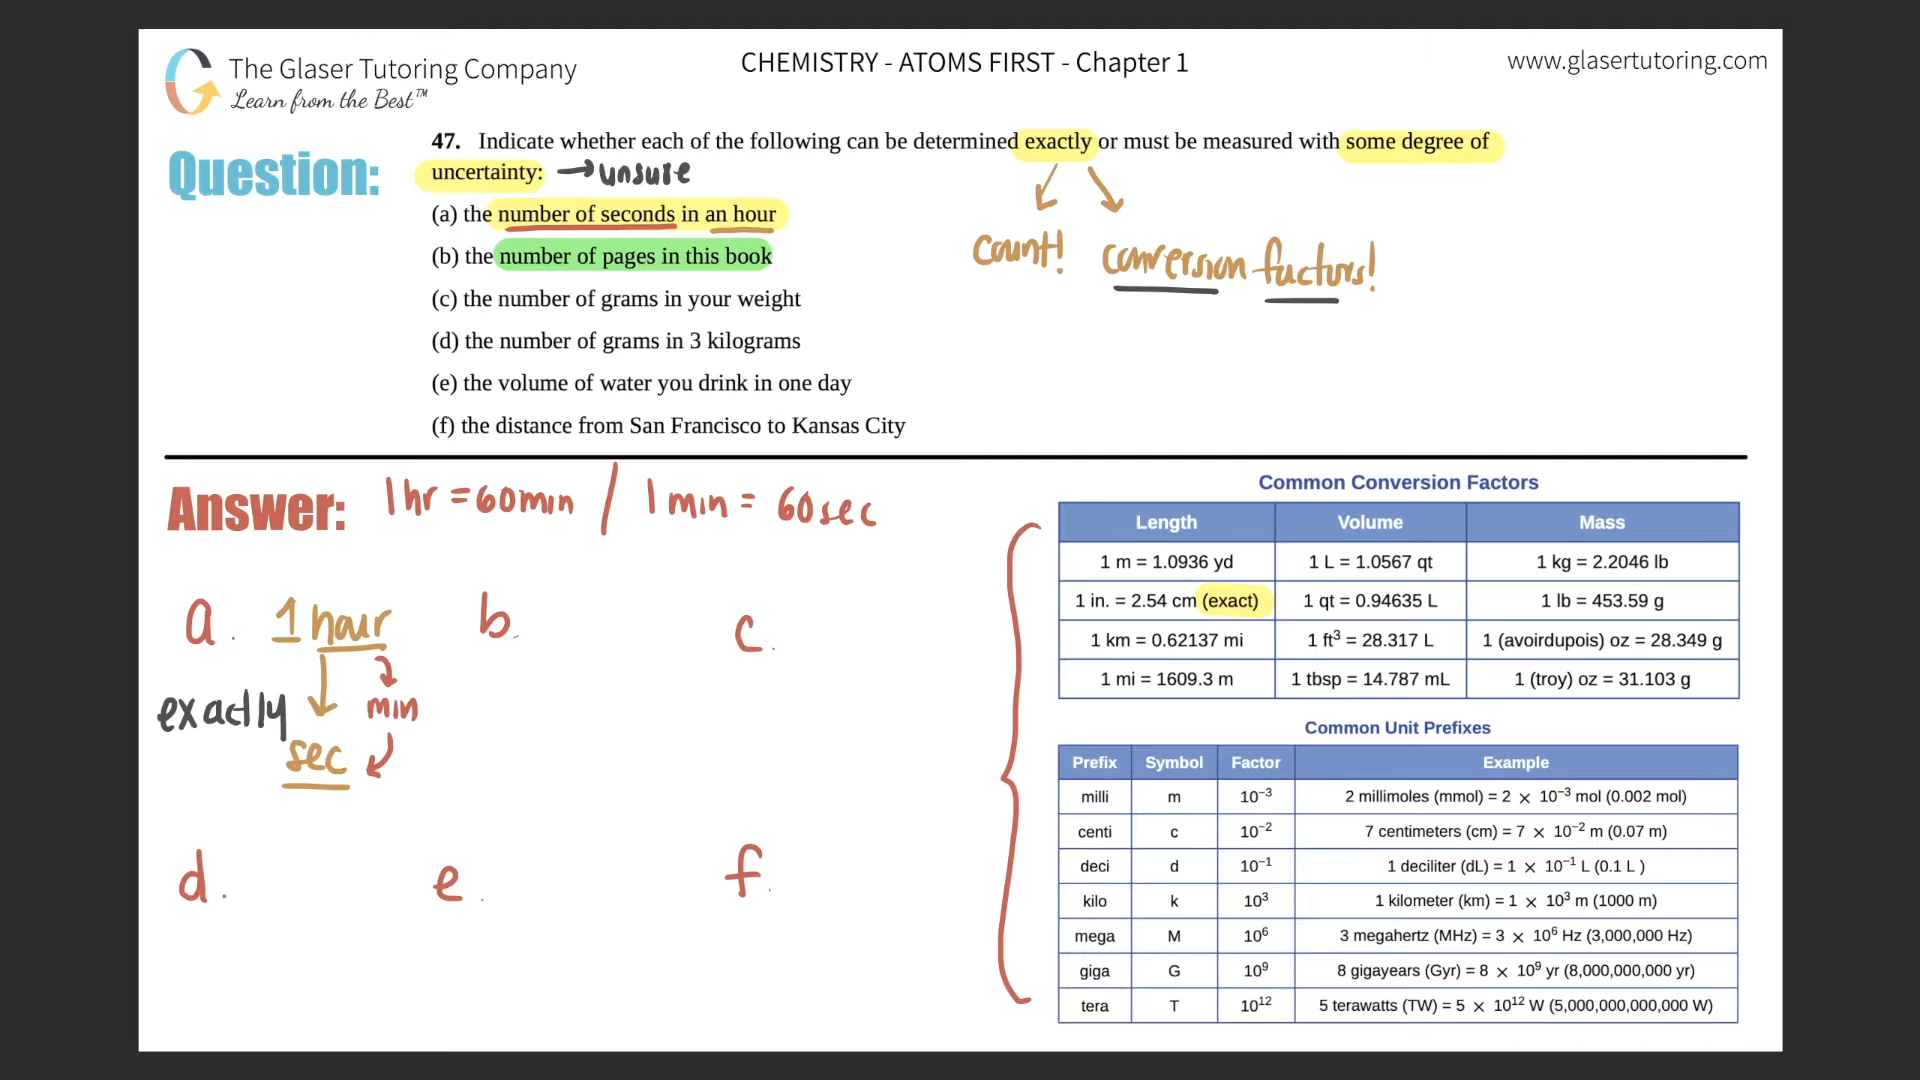 The Glaser Tutoring Company
Learn from the Best™
CHEMISTRY - ATOMS FIRST - Chapter 1
www.glasertutoring.com
Question:
47. Indicate whether each of the following can be determined exactly or must be measured with some degree of
uncertainty: → unsure
(a) the number of seconds in an hour
(b) the number of pages in this book
(c) the number of grams in your weight
(d) the number of grams in 3 kilograms
(e) the volume of water you drink in one day
(f) the distance from San Francisco to Kansas City
count! conversion factors!
Answer:
1hr = 60min / 1 min = 60sec
a. 1 hour
min
exactly
sec
b.
c.
d.
e.
f.
Common Conversion Factors
Length Volume Mass
1 m = 1.0936 yd 1 L = 1.0567 qt 1 kg = 2.2046 lb
1 in. = 2.54 cm (exact) 1 qt = 0.94635 L 1 lb = 453.59 g
1 km = 0.62137 mi 1 ft³ = 28.317 L 1 (avoirdupois) oz = 28.349 g
1 mi = 1609.3 m 1 tbsp = 14.787 mL 1 (troy) oz = 31.103 g
Common Unit Prefixes
Prefix Symbol Factor Example
milli m 10⁻³ 2 millimoles (mmol) = 2 × 10⁻³ mol (0.002 mol)
centi c 10⁻² 7 centimeters (cm) = 7 × 10⁻² m (0.07 m)
deci d 10⁻¹ 1 deciliter (dL) = 1 × 10⁻¹ L (0.1 L )
kilo k 10³ 1 kilometer (km) = 1 × 10³ m (1000 m)
mega M 10⁶ 3 megahertz (MHz) = 3 × 10⁶ Hz (3,000,000 Hz)
giga G 10⁹ 8 gigayears (Gyr) = 8 × 10⁹ yr (8,000,000,000 yr)
tera T 10¹² 5 terawatts (TW) = 5 × 10¹² W (5,000,000,000,000 W)